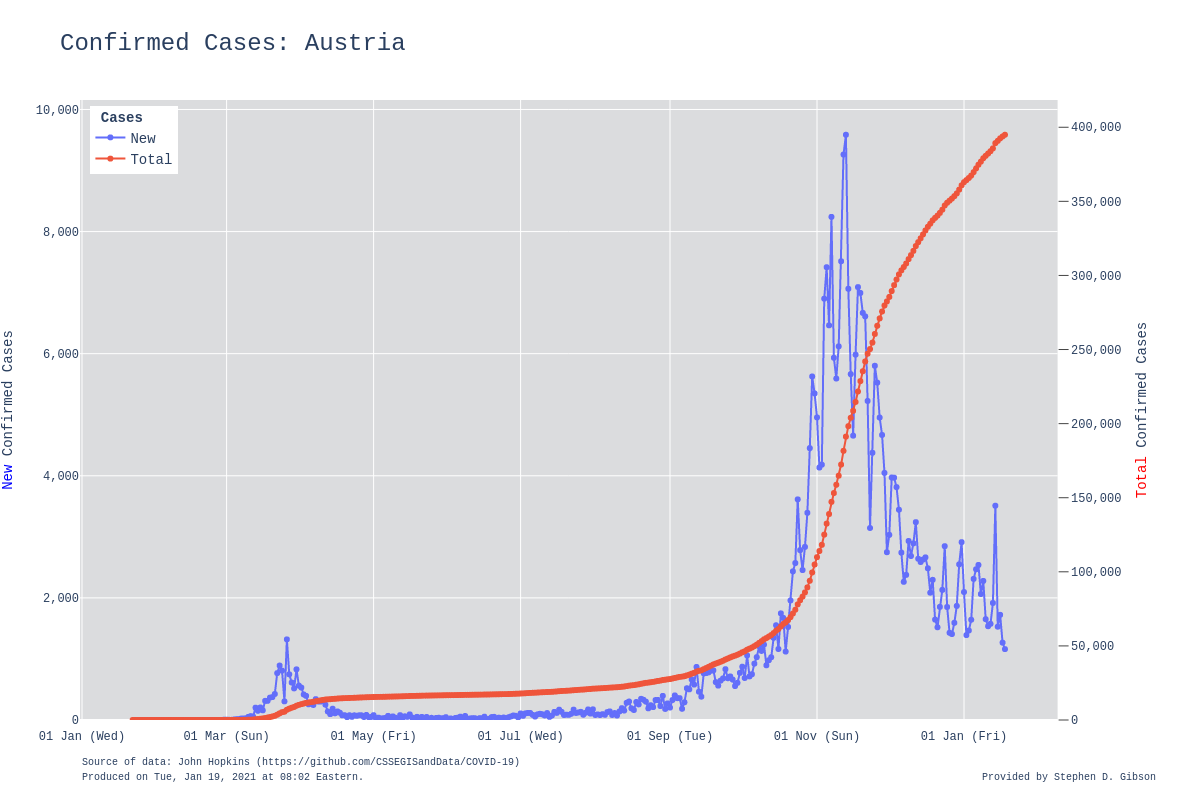 Confirmed Cases: Austria
Cases
New
Total
10,000
8,000
6,000
4,000
2,000
0
New Confirmed Cases
400,000
350,000
300,000
250,000
200,000
150,000
100,000
50,000
0
Total Confirmed Cases
01 Jan (Wed)
01 Mar (Sun)
01 May (Fri)
01 Jul (Wed)
01 Sep (Tue)
01 Nov (Sun)
01 Jan (Fri)
Source of data: John Hopkins (https://github.com/CSSEGISandData/COVID-19)
Produced on Tue, Jan 19, 2021 at 08:02 Eastern.
Provided by Stephen D. Gibson